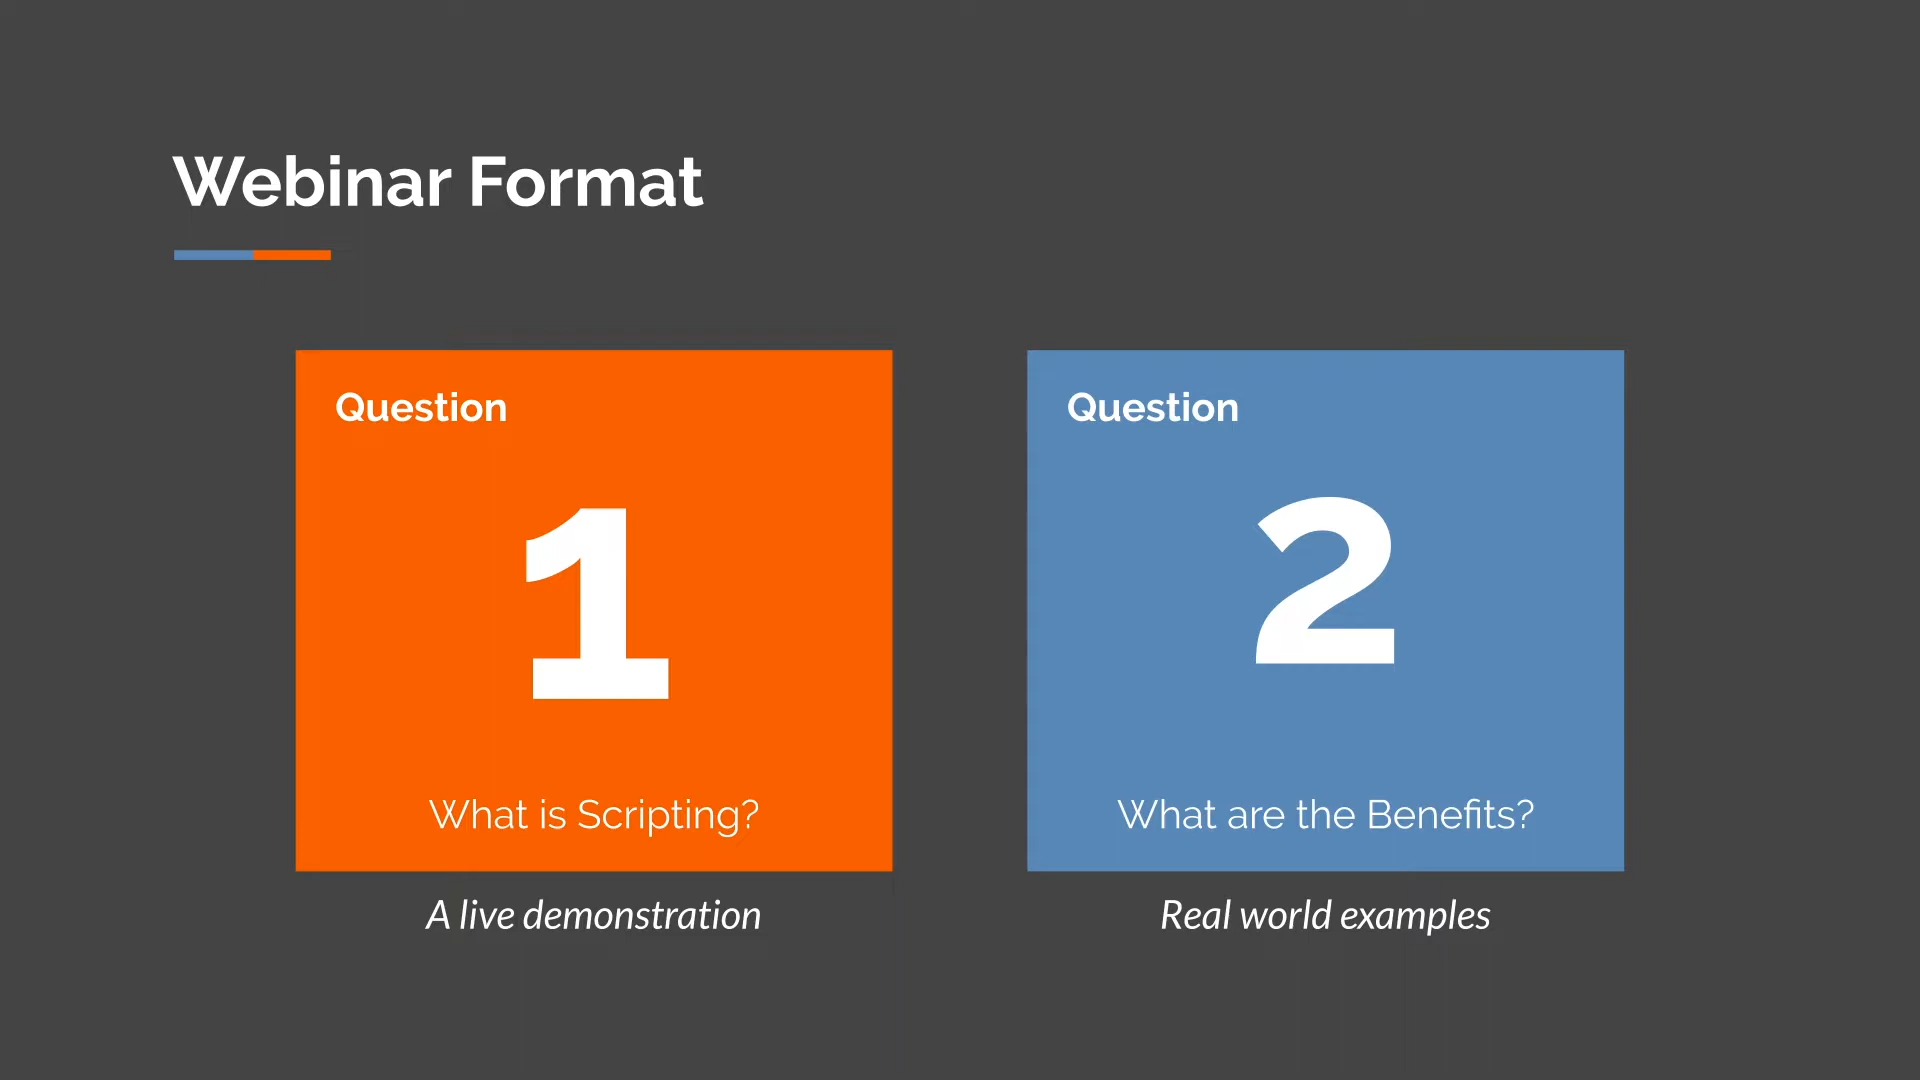 Webinar Format
Question
1
What is Scripting?
A live demonstration
Question
2
What are the Benefits?
Real world examples